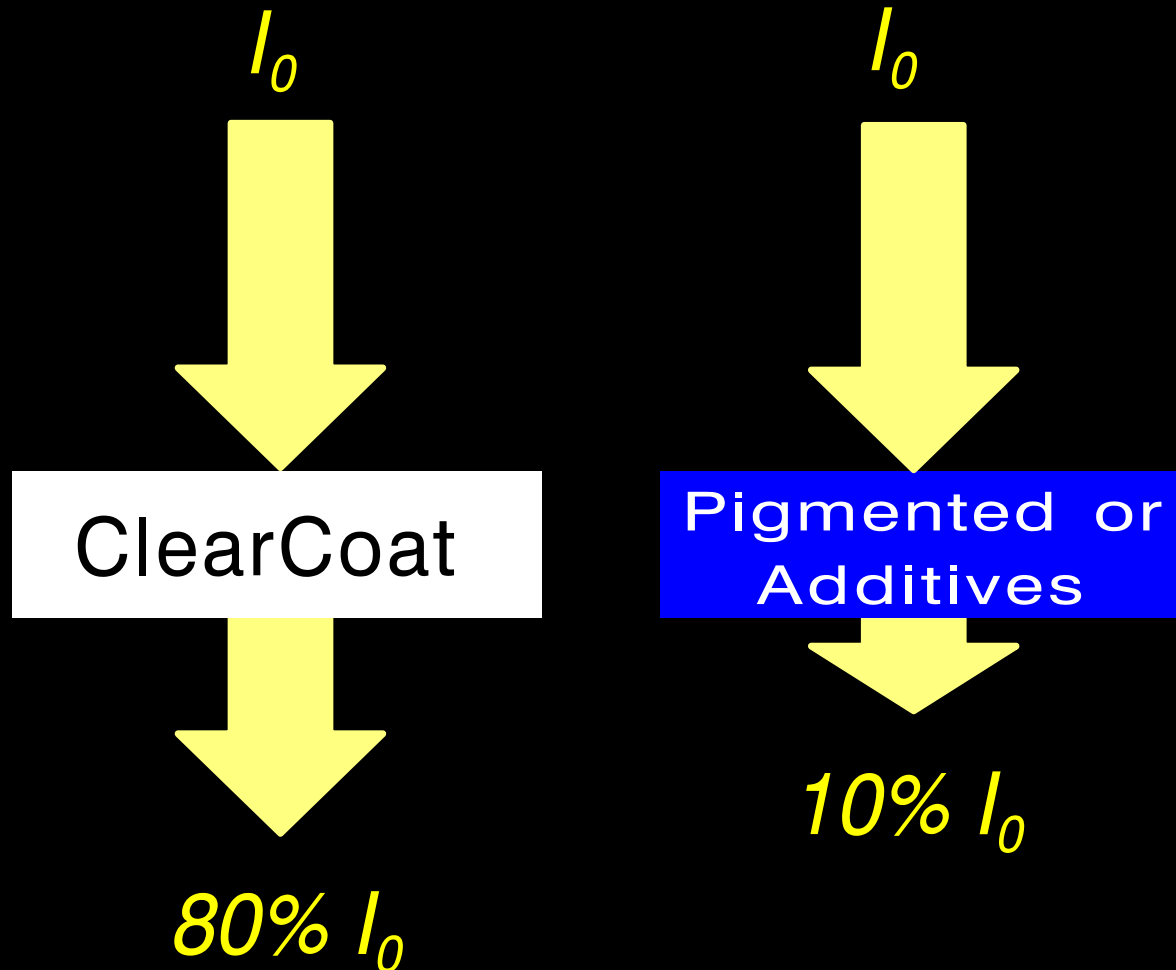 I₀
ClearCoat
80% I₀
I₀
Pigmented or
Additives
10% I₀